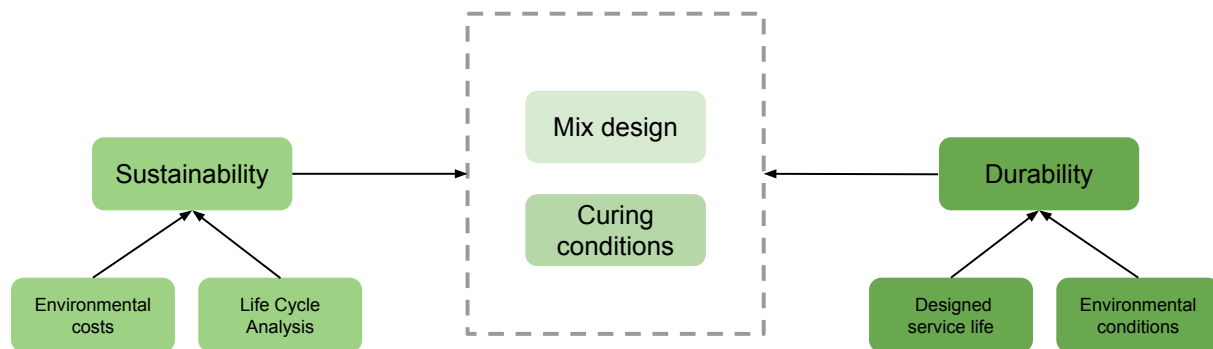 Mix design
Sustainability
Durability
Curing
conditions
Environmental
costs
Life Cycle
Analysis
Designed
service life
Environmental
conditions